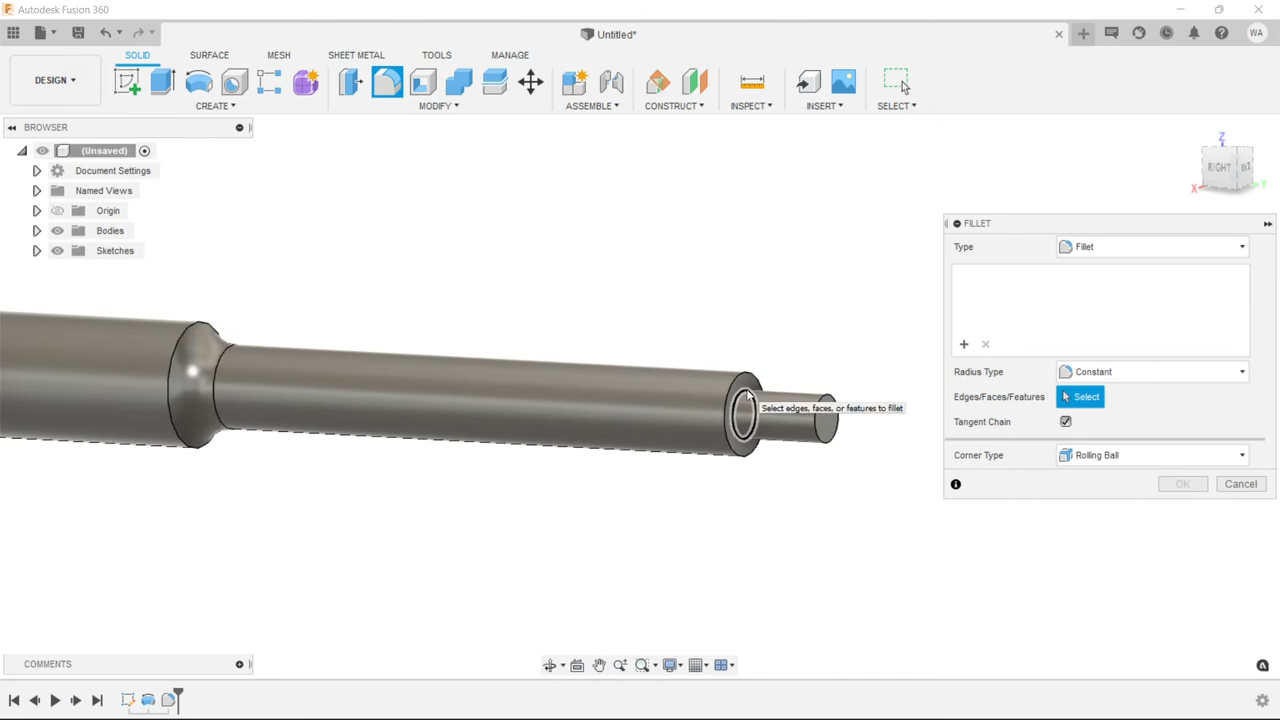 Autodesk Fusion 360
Untitled*
WA
SOLID SURFACE MESH SHEET METAL TOOLS MANAGE
DESIGN
CREATE MODIFY ASSEMBLE CONSTRUCT INSPECT INSERT SELECT
BROWSER
(Unsaved)
Document Settings
Named Views
Origin
Bodies
Sketches
Z
RIGHT
X
Y
FILLET
Type Fillet
Radius Type Constant
Edges/Faces/Features Select
Tangent Chain
Corner Type Rolling Ball
OK Cancel
Select edges, faces, or features to fillet
COMMENTS